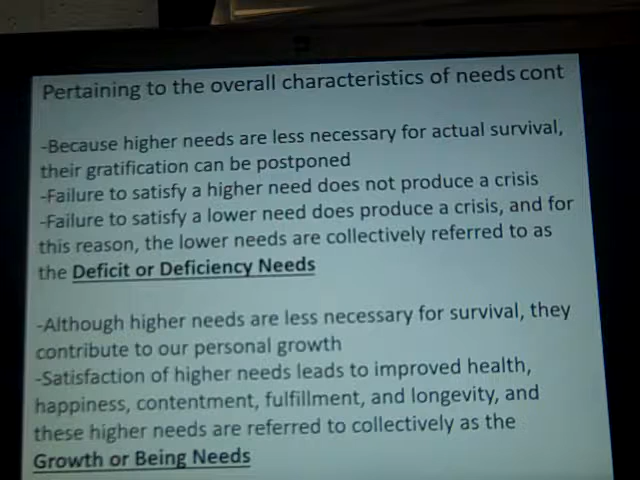 Pertaining to the overall characteristics of needs cont
-Because higher needs are less necessary for actual survival,
their gratification can be postponed
-Failure to satisfy a higher need does not produce a crisis
-Failure to satisfy a lower need does produce a crisis, and for
this reason, the lower needs are collectively referred to as
the Deficit or Deficiency Needs
-Although higher needs are less necessary for survival, they
contribute to our personal growth
-Satisfaction of higher needs leads to improved health,
happiness, contentment, fulfillment, and longevity, and
these higher needs are referred to collectively as the
Growth or Being Needs